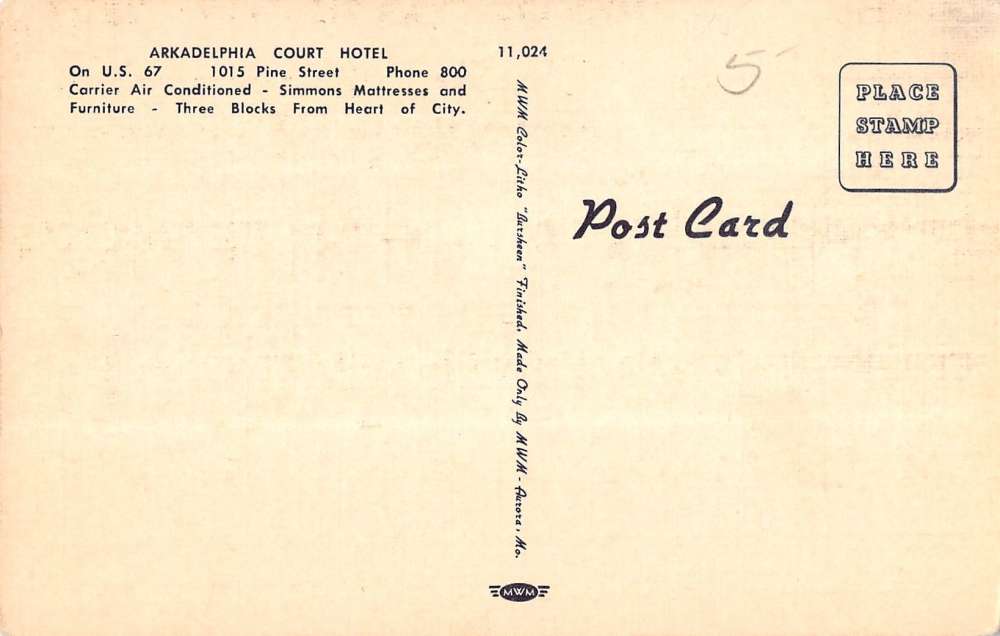 ARKADELPHIA COURT HOTEL
On U.S. 67 1015 Pine Street Phone 800
Carrier Air Conditioned - Simmons Mattresses and
Furniture - Three Blocks From Heart of City.
11,024
MWM Color-Litho "Aursheen" Finished. Made Only By MWM - Aurora, Mo.
MWM
5
Post Card
PLACE
STAMP
HERE